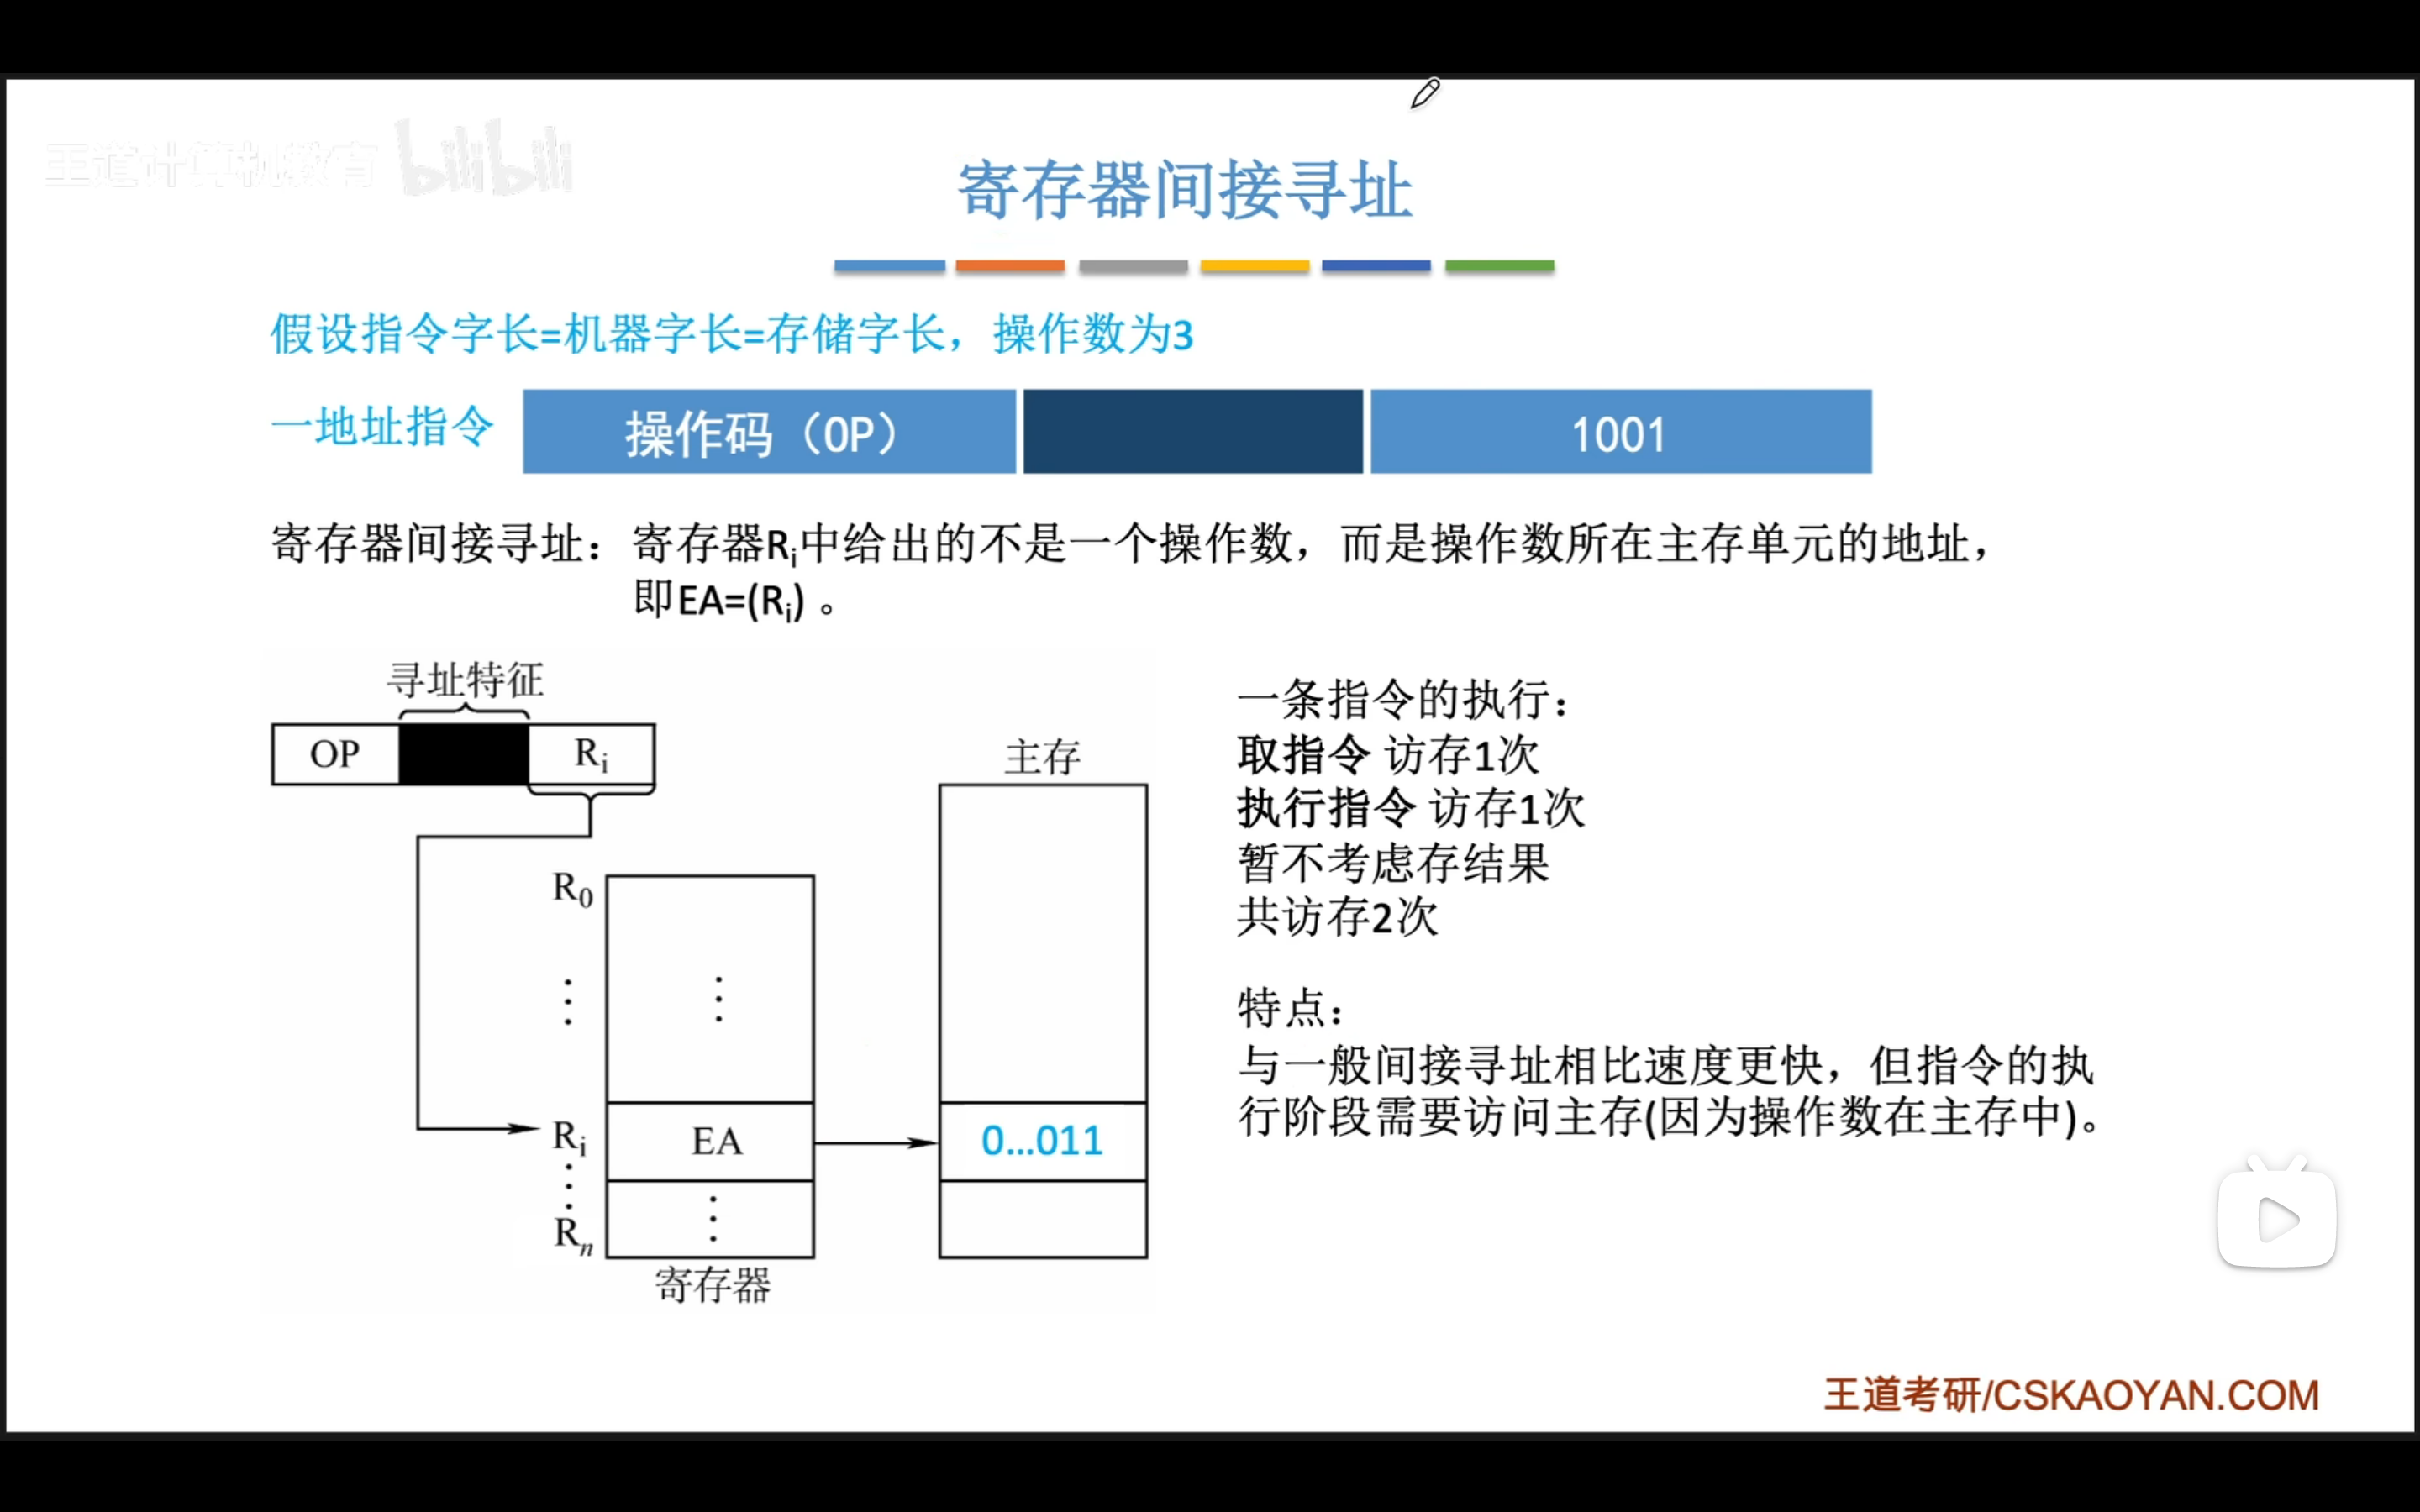 王道计算机教育 bilibili
寄存器间接寻址
假设指令字长=机器字长=存储字长，操作数为3
一地址指令 操作码（OP） 1001
寄存器间接寻址：寄存器Ri中给出的不是一个操作数，而是操作数所在主存单元的地址，
即EA=(Ri) 。
寻址特征
OP Ri
主存
R0
⋮ ⋮
Ri EA 0...011
⋮ ⋮
Rn
寄存器
一条指令的执行：
取指令 访存1次
执行指令 访存1次
暂不考虑存结果
共访存2次
特点：
与一般间接寻址相比速度更快，但指令的执
行阶段需要访问主存(因为操作数在主存中)。
王道考研/CSKAOYAN.COM